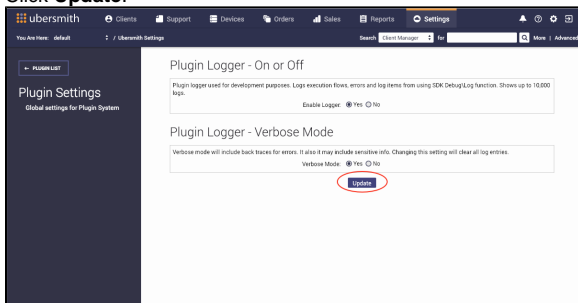 Click Update.
ubersmith Clients Support Devices Orders Sales Reports Settings
You Are Here: default / Ubersmith Settings Search Client Manager for More | Advanced
← PLUGIN LIST
Plugin Settings
Global settings for Plugin System
Plugin Logger - On or Off
Plugin logger used for development purposes. Logs execution flows, errors and log items from using SDK Debug\Log function. Shows up to 10,000
logs.
Enable Logger: Yes No
Plugin Logger - Verbose Mode
Verbose mode will include back traces for errors. It also it may include sensitive info. Changing this setting will clear all log entries.
Verbose Mode: Yes No
Update